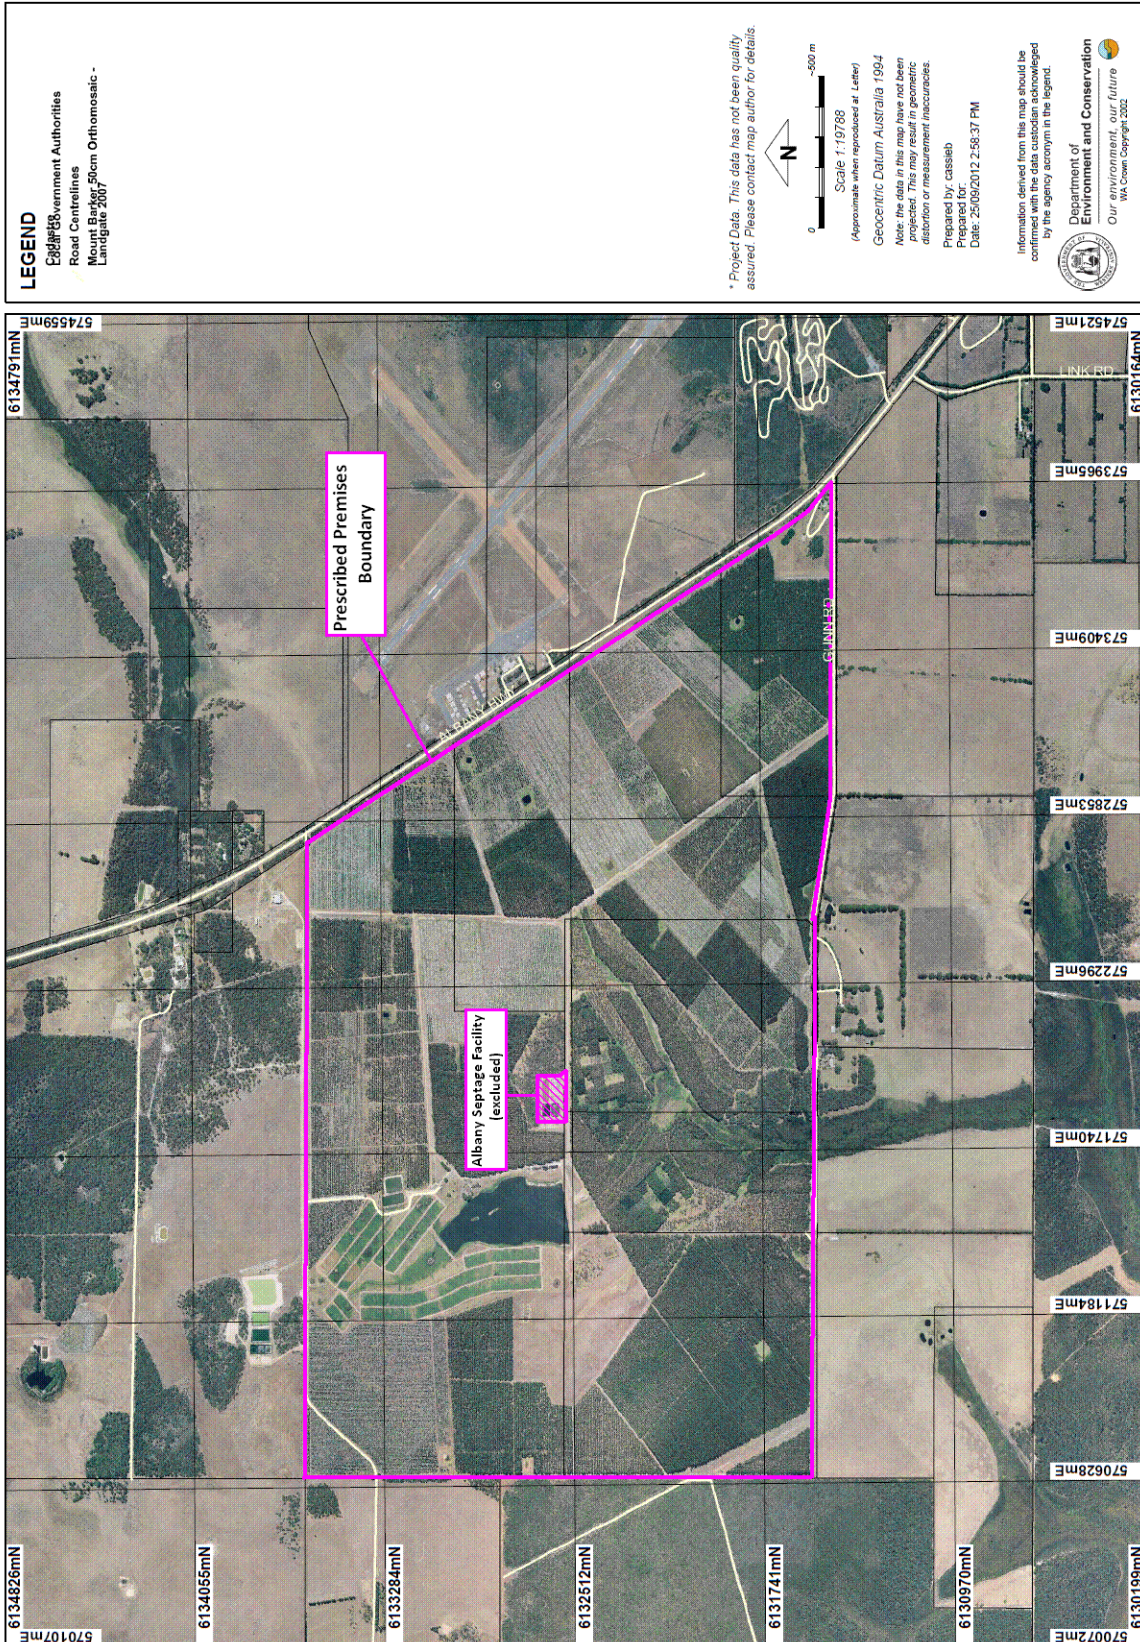 LEGEND
Cadastre
Local Government Authorities
Road Centrelines
Mount Barker 50cm Orthomosaic -
Landgate 2007
* Project Data. This data has not been quality
assured. Please contact map author for details.
N
0
~500 m
Scale 1:19788
(Approximate when reproduced at Letter)
Geocentric Datum Australia 1994
Note: the data in this map have not been
projected. This may result in geometric
distortion or measurement inaccuracies.
Prepared by: cassieb
Prepared for:
Date: 25/09/2012 2:58:37 PM
Information derived from this map should be
confirmed with the data custodian acknowleged
by the agency acronym in the legend.
Department of
Environment and Conservation
Our environment, our future
WA Crown Copyright 2002
6134826mN
6134055mN
6133284mN
6132512mN
6131741mN
6130970mN
6130199mN
570107mE
570072mE
570628mE
571184mE
571740mE
572296mE
572853mE
573409mE
573965mE
574521mE
574559mE
6134791mN
6130164mN
Prescribed Premises
Boundary
Albany Septage Facility
(excluded)
ALBANY HWY
GUNN RD
LINK RD